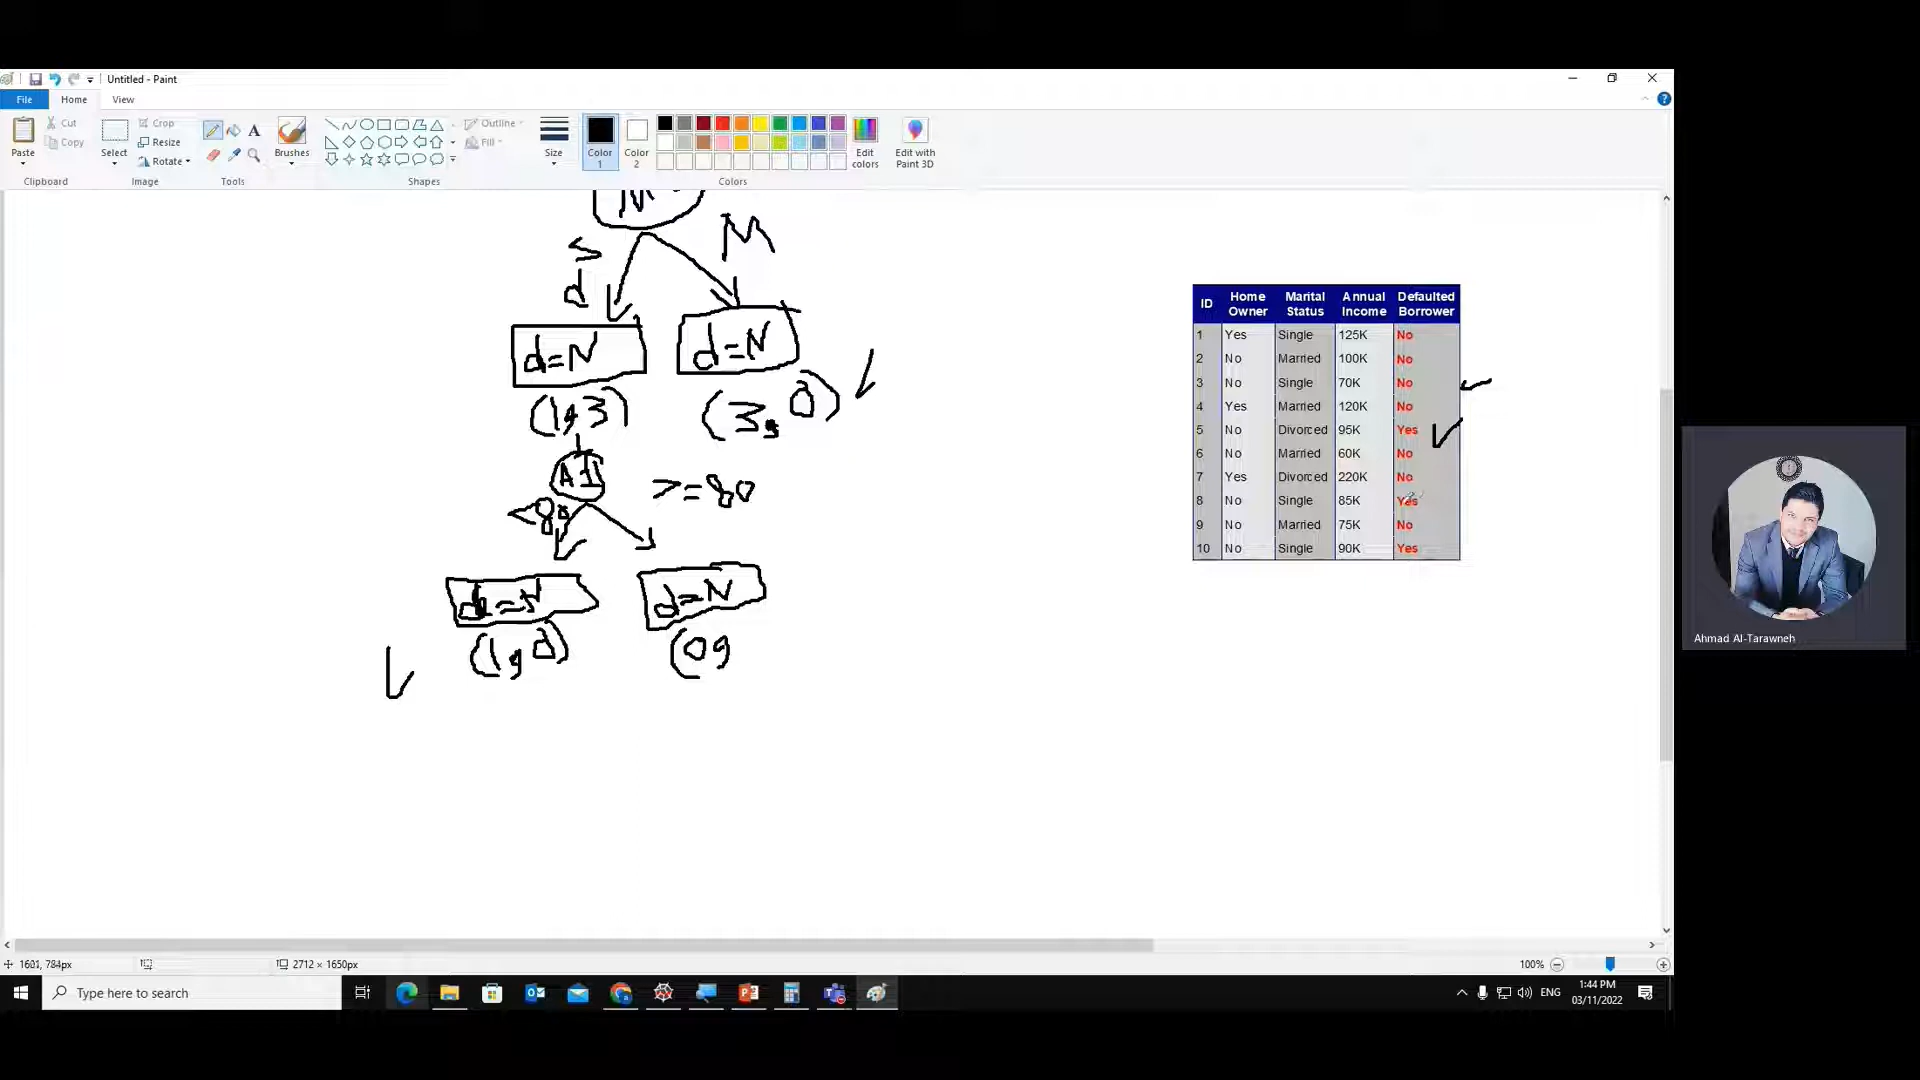 Untitled - Paint
File
Home
View
Paste
Cut
Copy
Clipboard
Select
Crop
Resize
Rotate
Image
Tools
Brushes
Shapes
Outline
Fill
Size
Color
1
Color
2
Edit
colors
Edit with
Paint 3D
Colors
M
S
d
M
d=N
d=N
(1,3)
(3,0)
AI
<80
>=80
d=N
d=N
(1,0)
(0,
ID Home Owner Marital Status Annual Income Defaulted Borrower
1 Yes Single 125K No
2 No Married 100K No
3 No Single 70K No
4 Yes Married 120K No
5 No Divorced 95K Yes
6 No Married 60K No
7 Yes Divorced 220K No
8 No Single 85K Yes
9 No Married 75K No
10 No Single 90K Yes
Ahmad Al-Tarawneh
1601, 784px
2712 × 1650px
100%
Type here to search
ENG
1:44 PM
03/11/2022